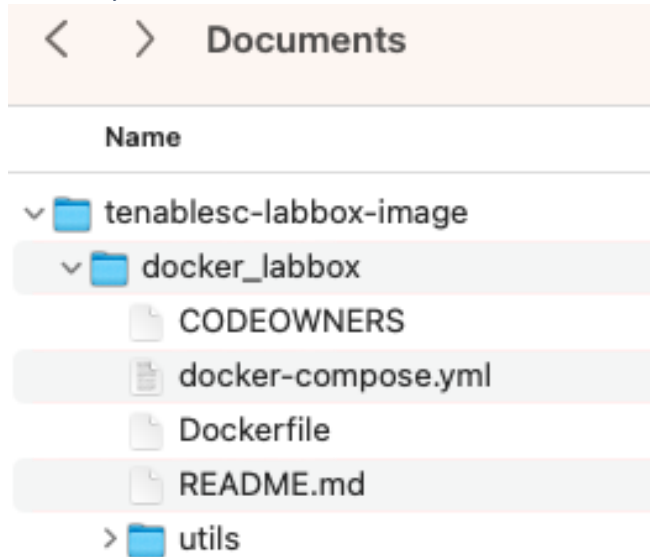 Documents
Name
tenablesc-labbox-image
docker_labbox
CODEOWNERS
docker-compose.yml
Dockerfile
README.md
utils